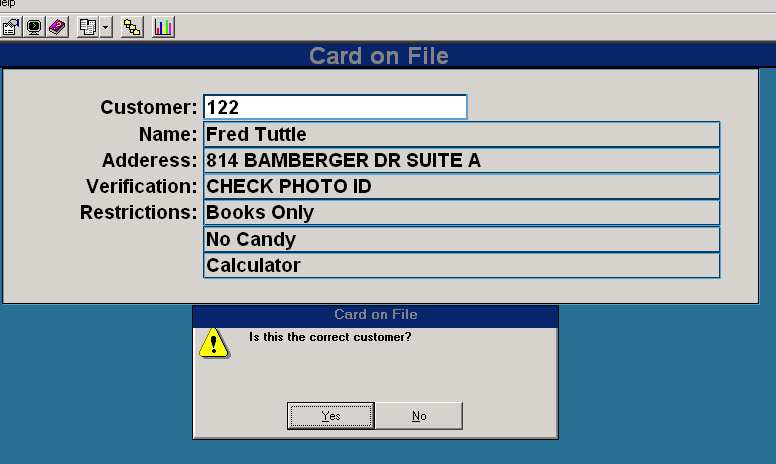 Help
Card on File
Customer: 122
Name: Fred Tuttle
Adderess: 814 BAMBERGER DR SUITE A
Verification: CHECK PHOTO ID
Restrictions: Books Only
No Candy
Calculator
Card on File
Is this the correct customer?
Yes No